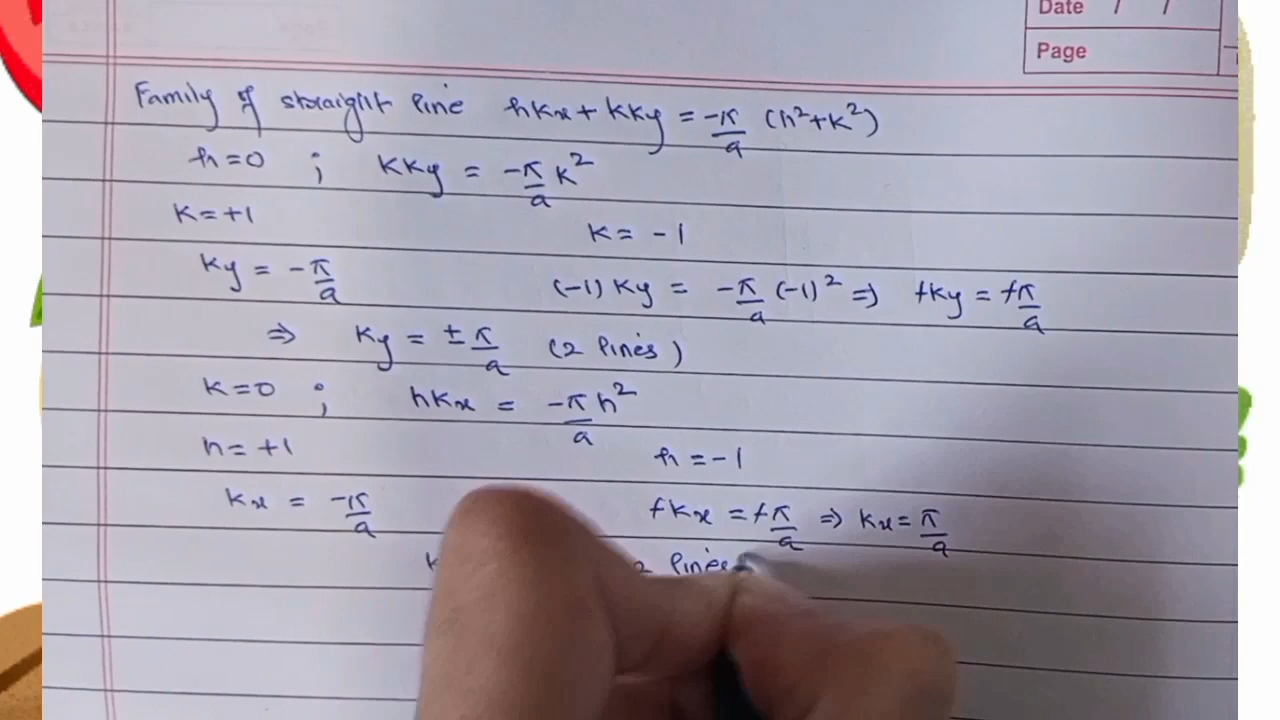 Date / /
Page
Family of straight line hkx + kky = -π/a (h²+k²)
h=0 ; kky = -π/a k²
k=+1 k= -1
ky = -π/a (-1) ky = -π/a (-1)² ⇒ +ky = +π/a
⇒ ky = ± π/a (2 lines)
k=0 ; hkx = -π/a h²
h= +1 h = -1
kx = -π/a +kx = +π/a ⇒ kx = π/a
k 2 lines